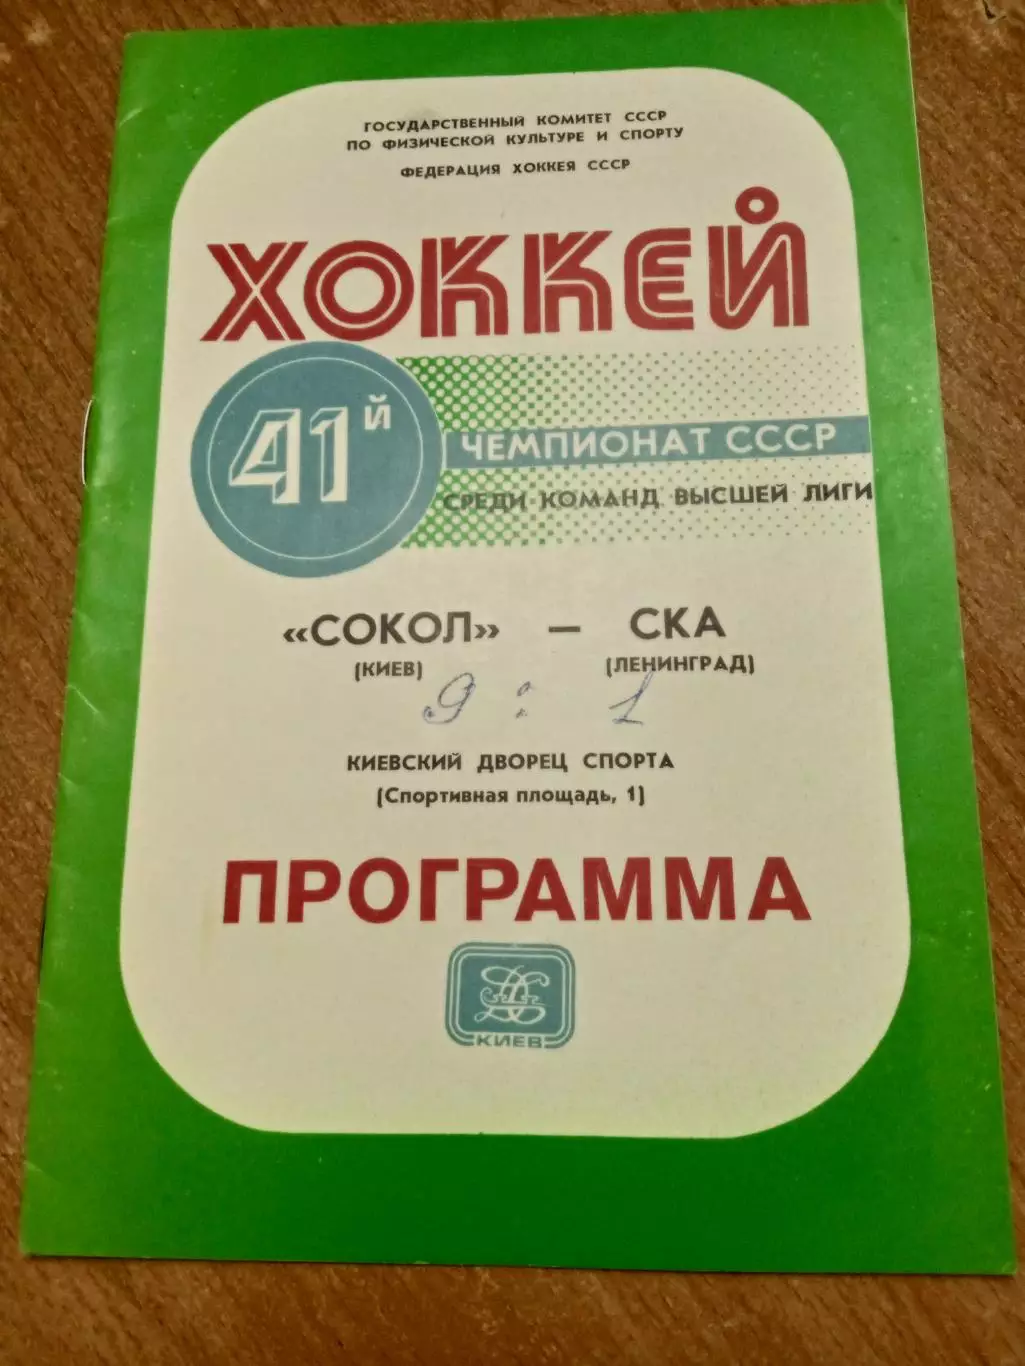 ГОСУДАРСТВЕННЫЙ КОМИТЕТ СССР
ПО ФИЗИЧЕСКОЙ КУЛЬТУРЕ И СПОРТУ
ФЕДЕРАЦИЯ ХОККЕЯ СССР
ХОККЕЙ
41й
ЧЕМПИОНАТ СССР
СРЕДИ КОМАНД ВЫСШЕЙ ЛИГИ
«СОКОЛ» — СКА
(КИЕВ) (ЛЕНИНГРАД)
9 : 1
КИЕВСКИЙ ДВОРЕЦ СПОРТА
(Спортивная площадь, 1)
ПРОГРАММА
КИЕВ